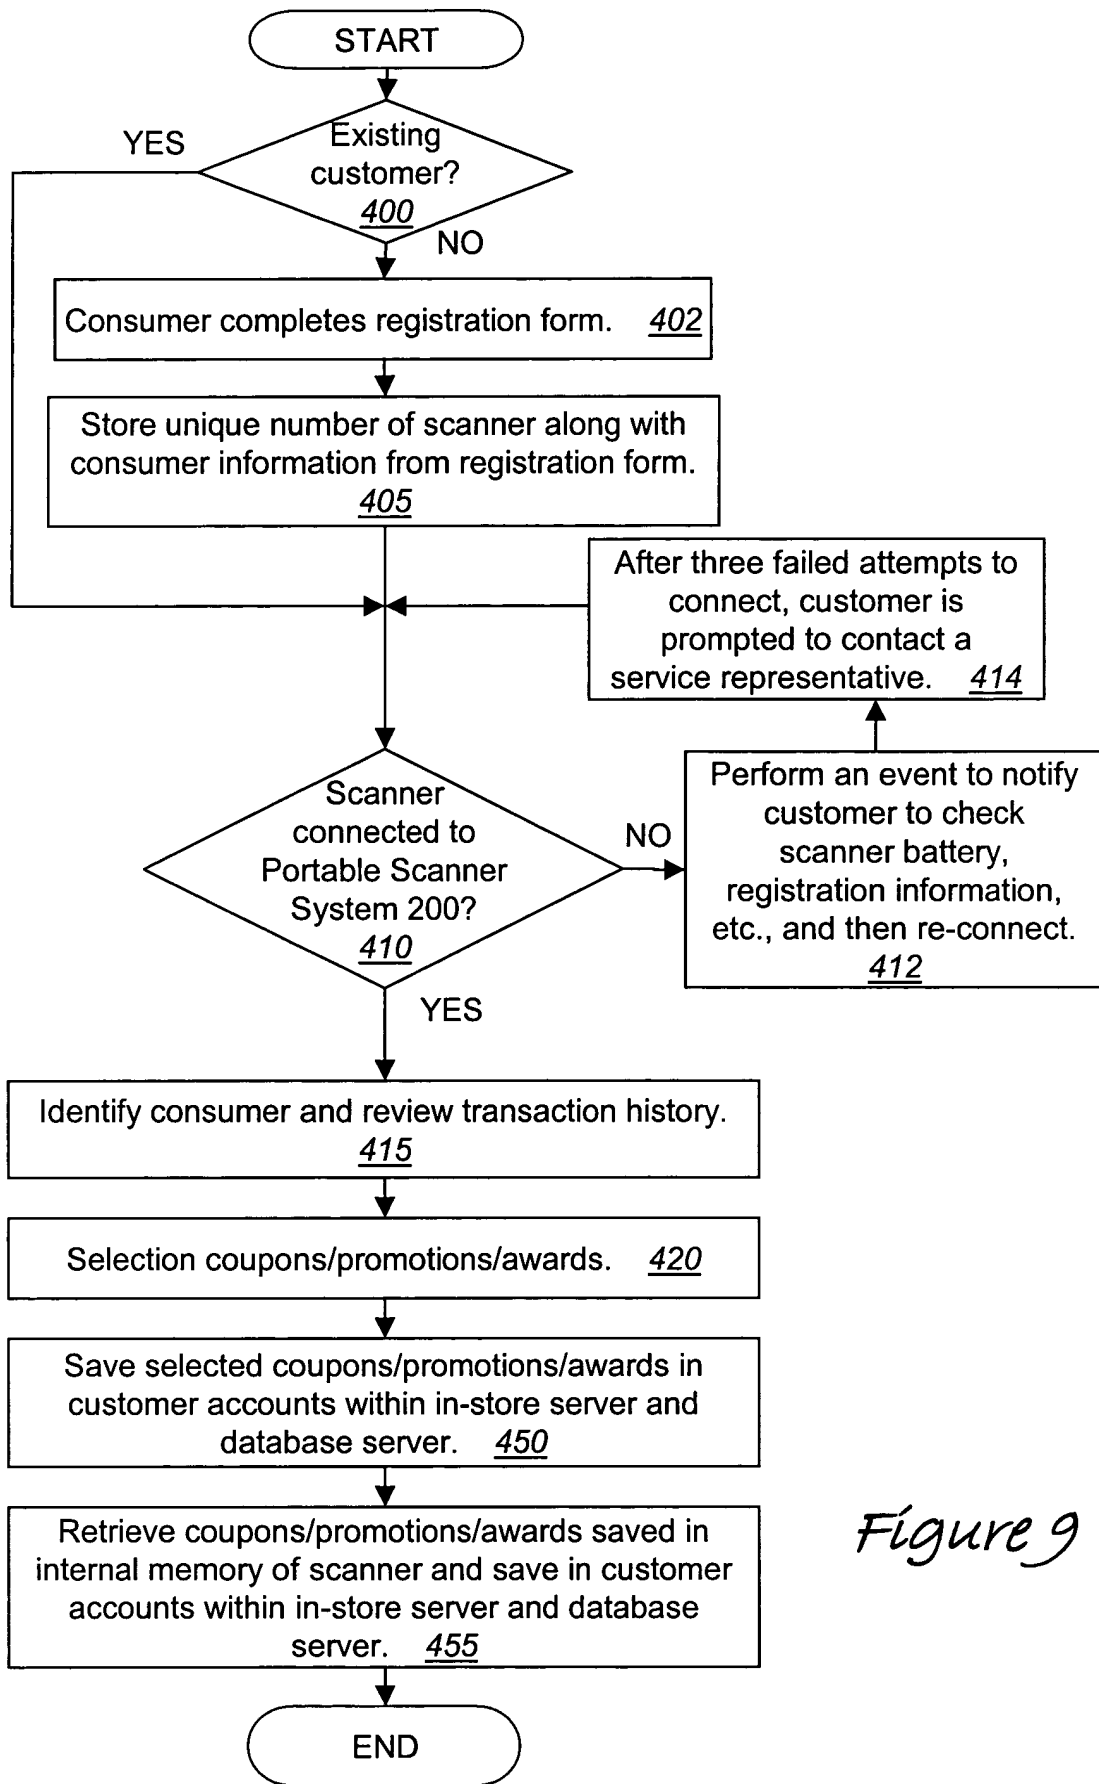 START
YES
Existing
customer?
400
NO
Consumer completes registration form. 402
Store unique number of scanner along with
consumer information from registration form.
405
After three failed attempts to
connect, customer is
prompted to contact a
service representative. 414
Scanner
connected to
Portable Scanner
System 200?
410
NO
Perform an event to notify
customer to check
scanner battery,
registration information,
etc., and then re-connect.
412
YES
Identify consumer and review transaction history.
415
Selection coupons/promotions/awards. 420
Save selected coupons/promotions/awards in
customer accounts within in-store server and
database server. 450
Retrieve coupons/promotions/awards saved in
internal memory of scanner and save in customer
accounts within in-store server and database
server. 455
Figure 9
END